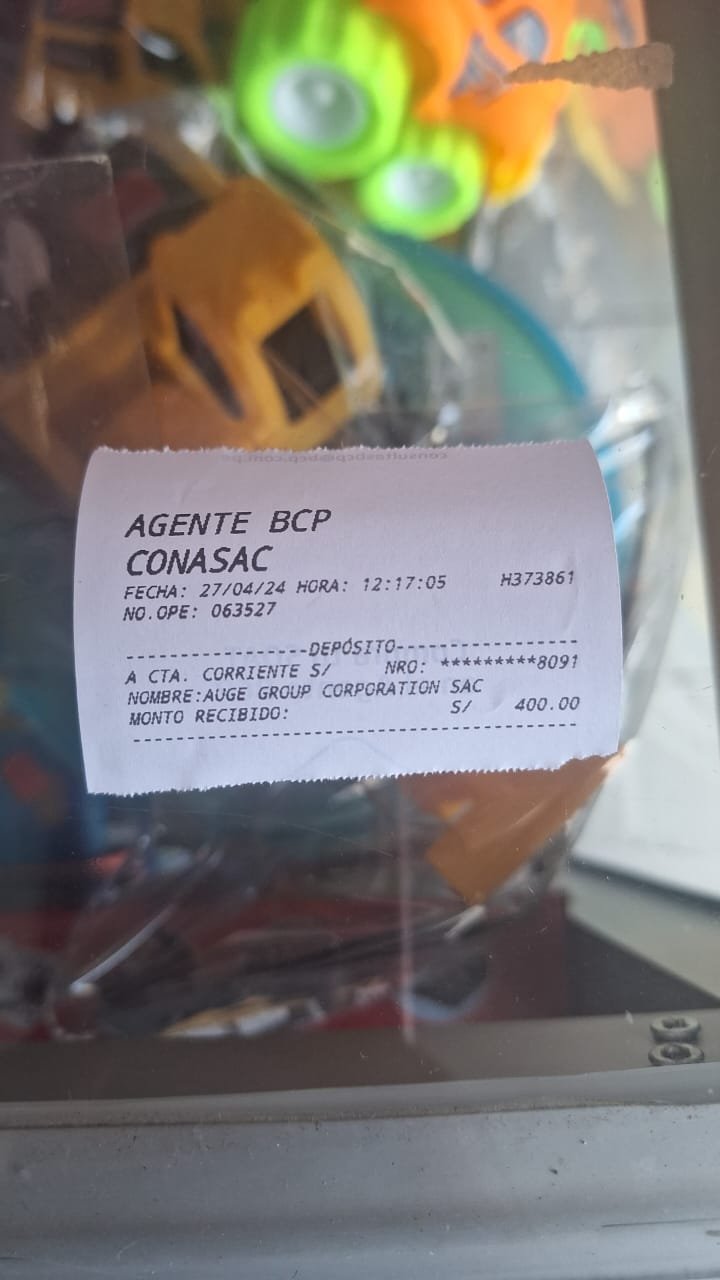 AGENTE BCP
CONASAC
FECHA: 27/04/24 HORA: 12:17:05 H373861
NO.OPE: 063527
------------------DEPÓSITO------------------
A CTA. CORRIENTE S/ NRO: *********8091
NOMBRE:AUGE GROUP CORPORATION SAC
MONTO RECIBIDO: S/ 400.00
--------------------------------------------